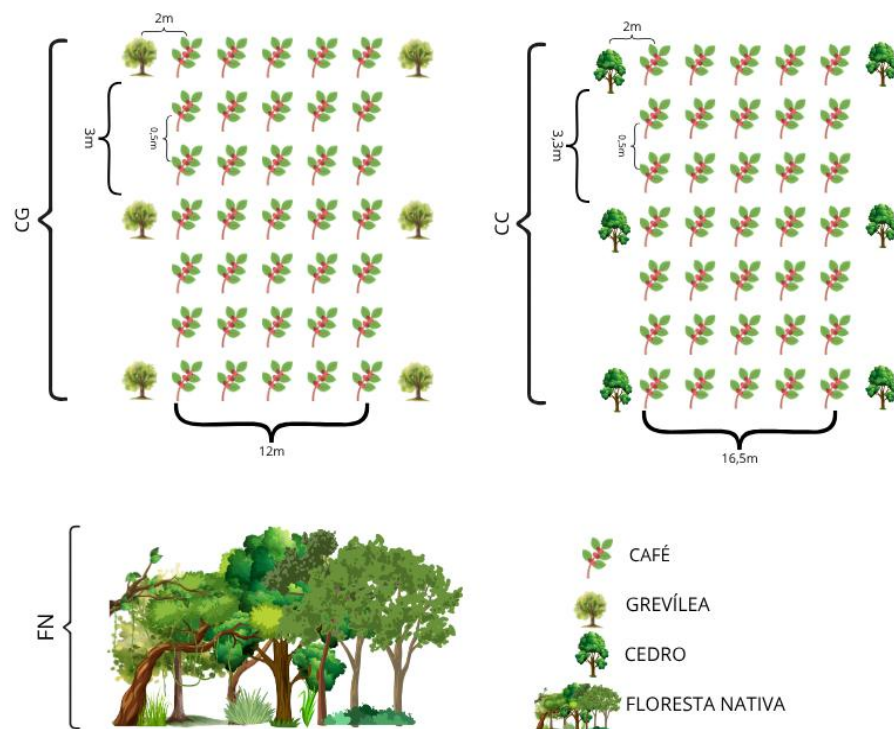 2m
CG
3m
0,5m
12m
2m
CC
3,3m
0,5m
16,5m
FN
CAFÉ
GREVÍLEA
CEDRO
FLORESTA NATIVA